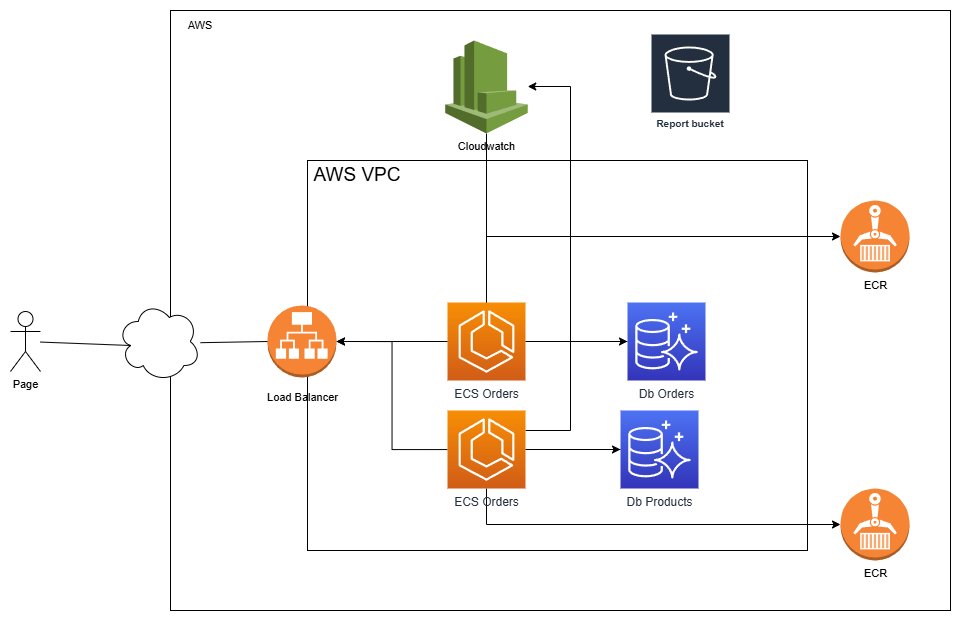 AWS
Cloudwatch
Report bucket
AWS VPC
ECR
Page
Load Balancer
ECS Orders
Db Orders
ECS Orders
Db Products
ECR